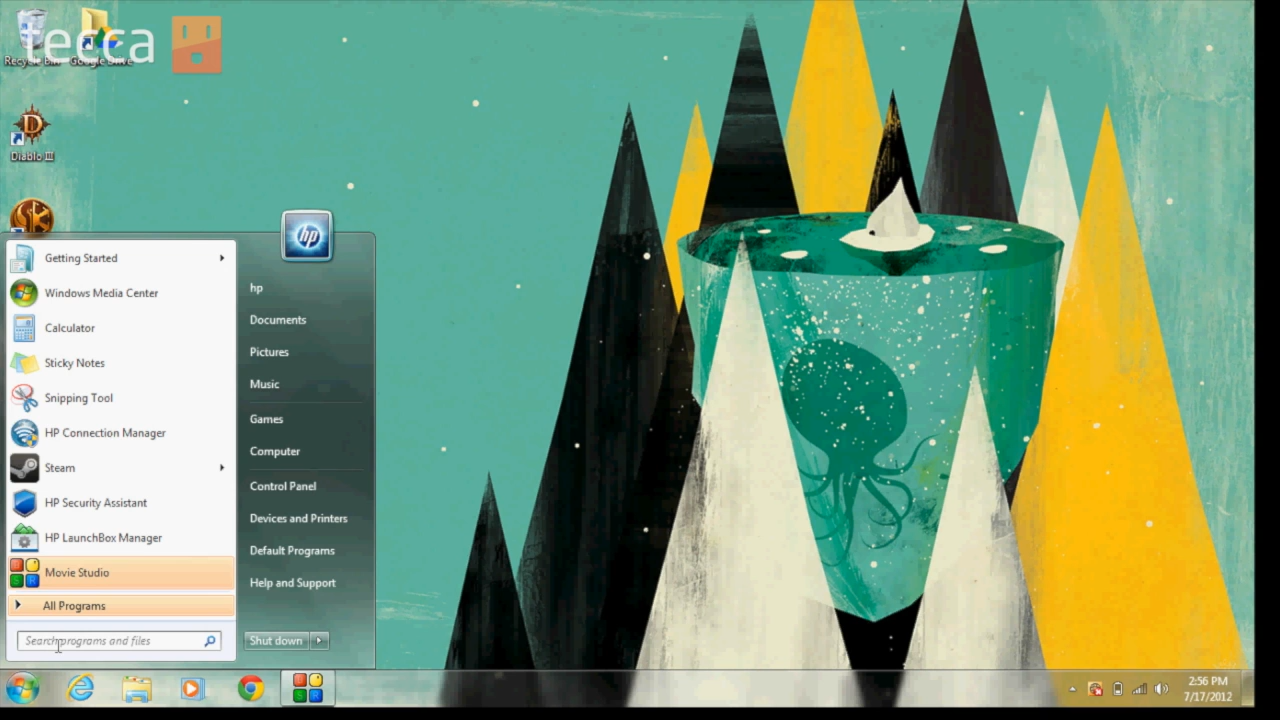 tecca
Recycle Bin
Google Drive
Diablo III
hp
Getting Started
Windows Media Center
Calculator
Sticky Notes
Snipping Tool
HP Connection Manager
Steam
HP Security Assistant
HP LaunchBox Manager
Movie Studio
All Programs
Search programs and files
hp
Documents
Pictures
Music
Games
Computer
Control Panel
Devices and Printers
Default Programs
Help and Support
Shut down
2:56 PM
7/17/2012